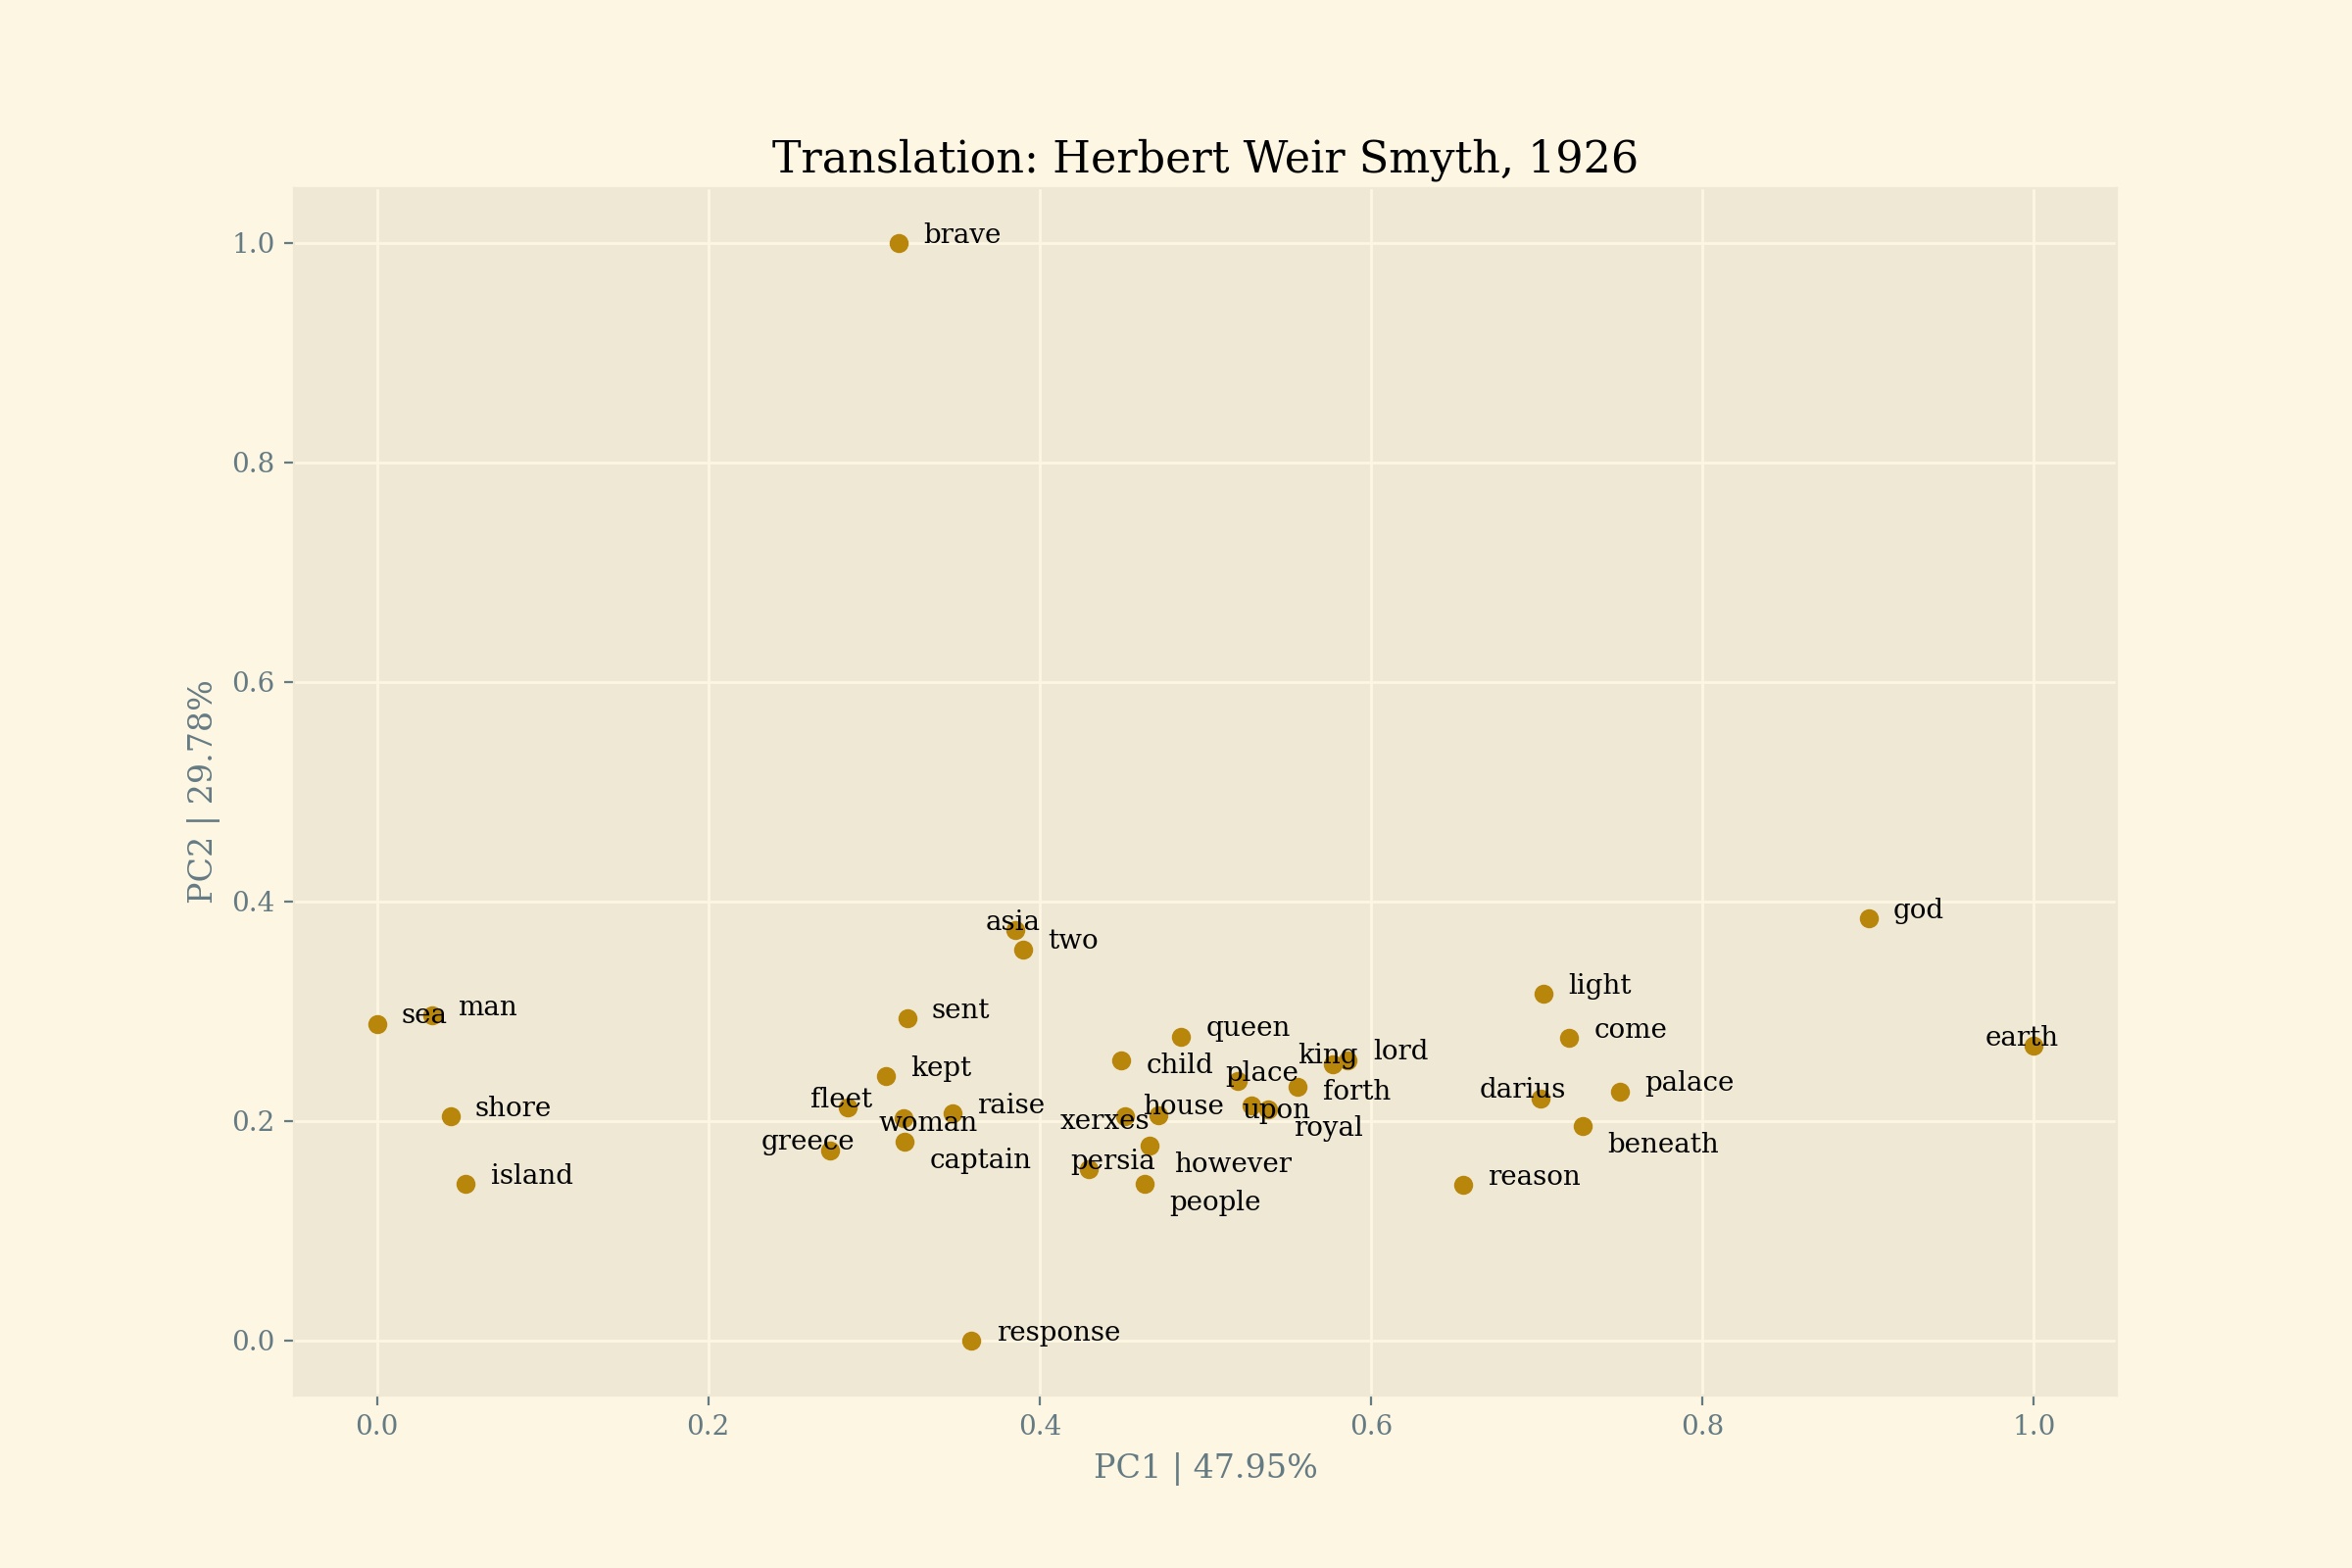 Translation: Herbert Weir Smyth, 1926
1.0
brave
0.8
0.6
PC2 | 29.78%
0.4
god
asia
two
light
sea
man
sent
queen
come
earth
king
lord
child
place
kept
forth
darius
palace
fleet
raise
house
shore
xerxes
upon
0.2
woman
royal
greece
captain
persia
however
beneath
island
reason
people
response
0.0
0.0 0.2 0.4 0.6 0.8 1.0
PC1 | 47.95%